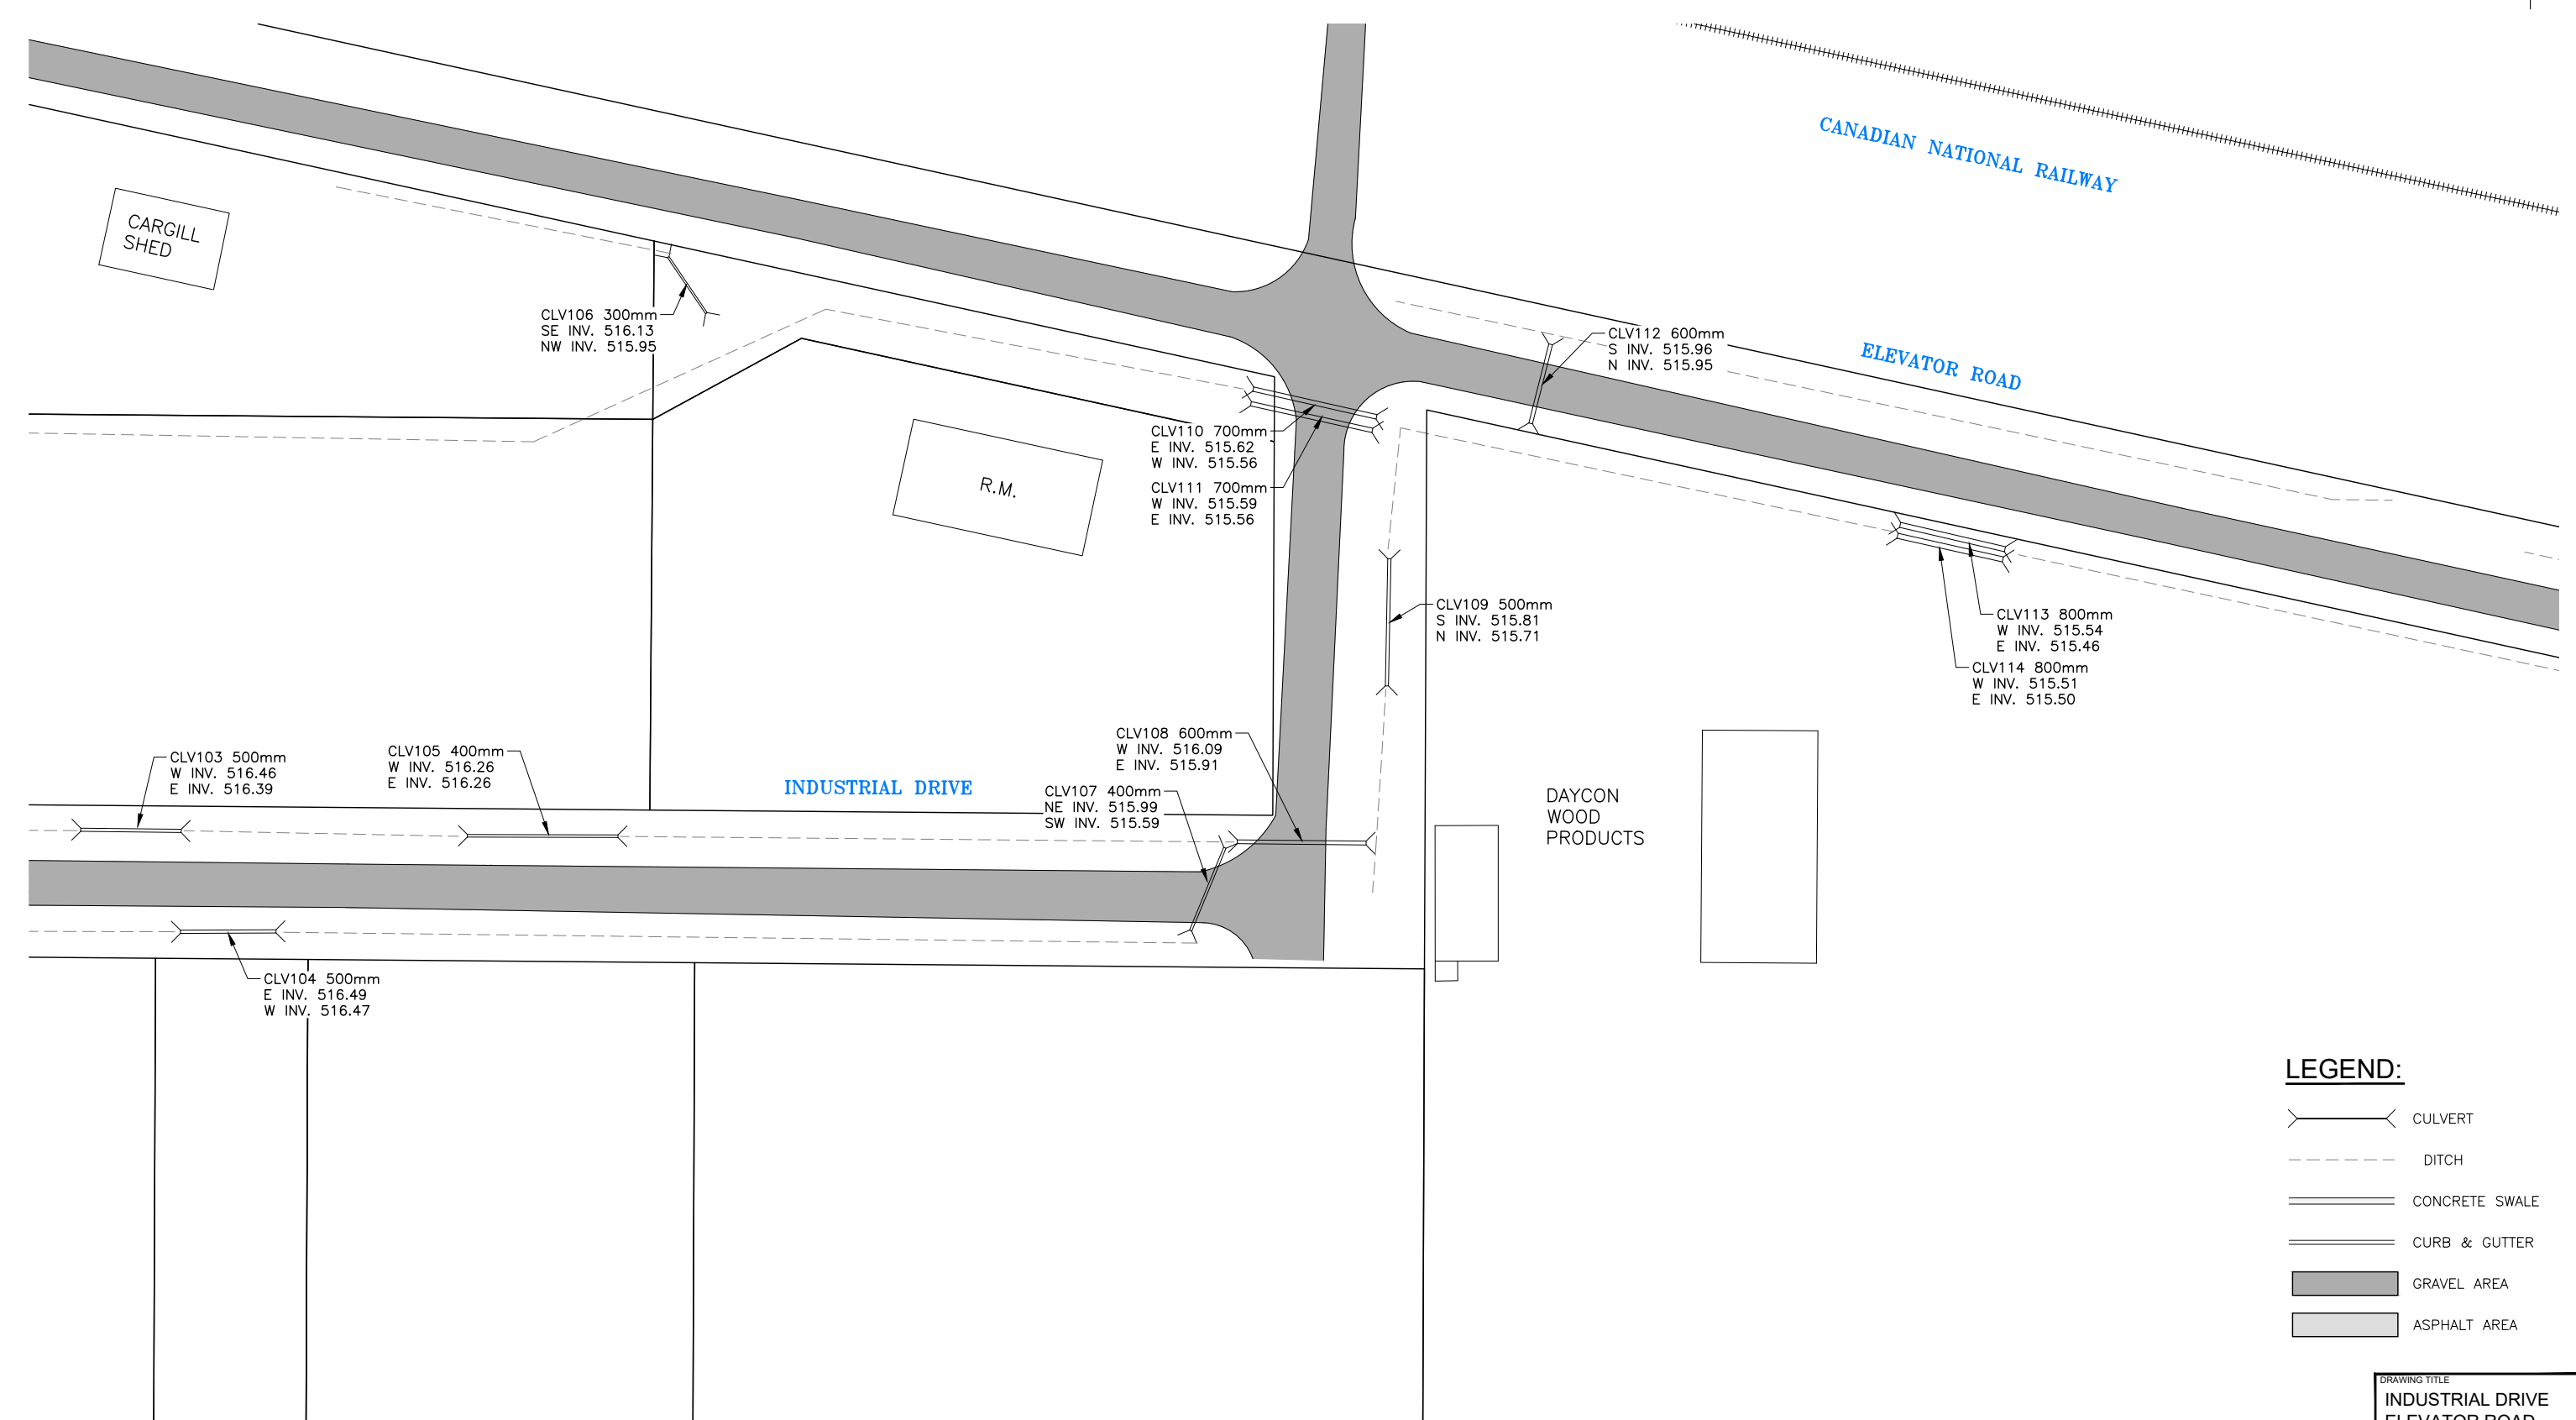 CANADIAN NATIONAL RAILWAY
CARGILL
SHED
CLV106 300mm
SE INV. 516.13
NW INV. 515.95
CLV112 600mm
S INV. 515.96
N INV. 515.95
ELEVATOR ROAD
CLV110 700mm
E INV. 515.62
W INV. 515.56
R.M.
CLV111 700mm
W INV. 515.59
E INV. 515.56
CLV109 500mm
S INV. 515.81
N INV. 515.71
CLV113 800mm
W INV. 515.54
E INV. 515.46
CLV114 800mm
W INV. 515.51
E INV. 515.50
CLV103 500mm
W INV. 516.46
E INV. 516.39
CLV105 400mm
W INV. 516.26
E INV. 516.26
INDUSTRIAL DRIVE
CLV108 600mm
W INV. 516.09
E INV. 515.91
CLV107 400mm
NE INV. 515.99
SW INV. 515.59
DAYCON
WOOD
PRODUCTS
CLV104 500mm
E INV. 516.49
W INV. 516.47
LEGEND:
CULVERT
DITCH
CONCRETE SWALE
CURB & GUTTER
GRAVEL AREA
ASPHALT AREA
DRAWING TITLE
INDUSTRIAL DRIVE
ELEVATOR ROAD